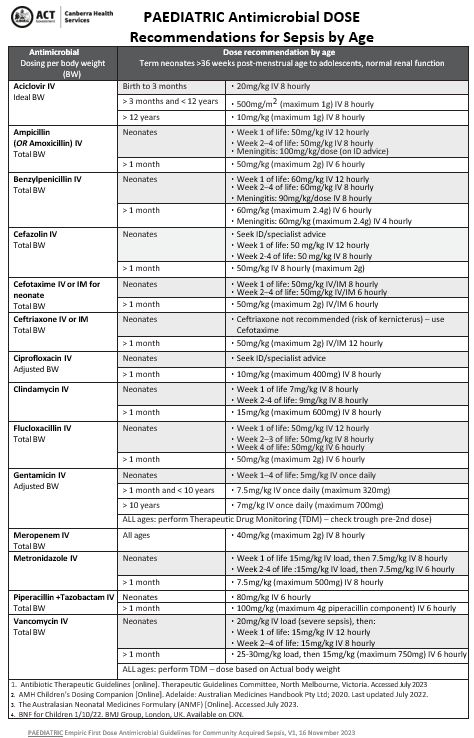 ACT Government
Canberra Health Services
PAEDIATRIC Antimicrobial DOSE
Recommendations for Sepsis by Age
Antimicrobial
Dosing per body weight
(BW)
Dose recommendation by age
Term neonates >36 weeks post-menstrual age to adolescents, normal renal function
Aciclovir IV
Ideal BW
Birth to 3 months
• 20mg/kg IV 8 hourly
> 3 months and < 12 years
• 500mg/m2 (maximum 1g) IV 8 hourly
> 12 years
• 10mg/kg (maximum 1g) IV 8 hourly
Ampicillin
(OR Amoxicillin) IV
Total BW
Neonates
• Week 1 of life: 50mg/kg IV 12 hourly
• Week 2–4 of life: 50mg/kg IV 8 hourly
• Meningitis: 100mg/kg/dose (on ID advice)
> 1 month
• 50mg/kg (maximum 2g) IV 6 hourly
Benzylpenicillin IV
Total BW
Neonates
• Week 1 of life: 60mg/kg IV 12 hourly
• Week 2–4 of life: 60mg/kg IV 8 hourly
• Meningitis: 90mg/kg/dose IV 8 hourly
> 1 month
• 60mg/kg (maximum 2.4g) IV 6 hourly
• Meningitis: 60mg/kg (maximum 2.4g) IV 4 hourly
Cefazolin IV
Total BW
Neonates
• Seek ID/specialist advice
• Week 1 of life: 50 mg/kg IV 12 hourly
• Week 2-4 of life: 50 mg/kg IV 8 hourly
> 1 month
• 50mg/kg IV 8 hourly (maximum 2g)
Cefotaxime IV or IM for
neonate
Total BW
Neonates
• Week 1 of life: 50mg/kg IV/IM 8 hourly
• Week 2–4 of life: 50mg/kg IV/IM 6 hourly
> 1 month
• 50mg/kg (maximum 2g) IV/IM 6 hourly
Ceftriaxone IV or IM
Total BW
Neonates
• Ceftriaxone not recommended (risk of kernicterus) – use
Cefotaxime
> 1 month
• 50mg/kg (maximum 2g) IV/IM 12 hourly
Ciprofloxacin IV
Adjusted BW
Neonates
• Seek ID/specialist advice
> 1 month
• 10mg/kg (maximum 400mg) IV 8 hourly
Clindamycin IV
Neonates
• Week 1 of life 7mg/kg IV 8 hourly
• Week 2-4 of life: 9mg/kg IV 8 hourly
> 1 month
• 15mg/kg (maximum 600mg) IV 8 hourly
Flucloxacillin IV
Total BW
Neonates
• Week 1 of life: 50mg/kg IV 12 hourly
• Week 2–3 of life: 50mg/kg IV 8 hourly
• Week 4 of life: 50mg/kg IV 6 hourly
> 1 month
• 50mg/kg (maximum 2g) IV 6 hourly
Gentamicin IV
Adjusted BW
Neonates
• Week 1–4 of life: 5mg/kg IV once daily
> 1 month and < 10 years
• 7.5mg/kg IV once daily (maximum 320mg)
> 10 years
• 7mg/kg IV once daily (maximum 700mg)
ALL ages: perform Therapeutic Drug Monitoring (TDM) – check trough pre-2nd dose)
Meropenem IV
Total BW
All ages
• 40mg/kg (maximum 2g) IV 8 hourly
Metronidazole IV
Neonates
• Week 1 of life 15mg/kg IV load, then 7.5mg/kg IV 8 hourly
• Week 2-4 of life :15mg/kg IV load, then 7.5mg/kg IV 6 hourly
> 1 month
• 7.5mg/kg (maximum 500mg) IV 8 hourly
Piperacillin +Tazobactam IV
Total BW
Neonates
• 80mg/kg IV 6 hourly
> 1 month
• 100mg/kg (maximum 4g piperacillin component) IV 6 hourly
Vancomycin IV
Total BW
Neonates
• 20mg/kg IV load (severe sepsis), then:
• Week 1 of life: 15mg/kg IV 12 hourly
• Week 2–4 of life: 15mg/kg IV 8 hourly
> 1 month
• 25-30mg/kg load, then 15mg/kg (maximum 750mg) IV 6 hourly
ALL ages: perform TDM – dose based on Actual body weight
1. Antibiotic Therapeutic Guidelines [online]. Therapeutic Guidelines Committee, North Melbourne, Victoria. Accessed July 2023
2. AMH Children's Dosing Companion [Online]. Adelaide: Australian Medicines Handbook Pty Ltd; 2020. Last updated July 2022.
3. The Australasian Neonatal Medicines Formulary (ANMF) [Online]. Accessed July 2023.
4. BNF for Children 1/10/22. BMJ Group, London, UK. Available on CKN.
PAEDIATRIC Empiric First Dose Antimicrobial Guidelines for Community Acquired Sepsis, V1, 16 November 2023